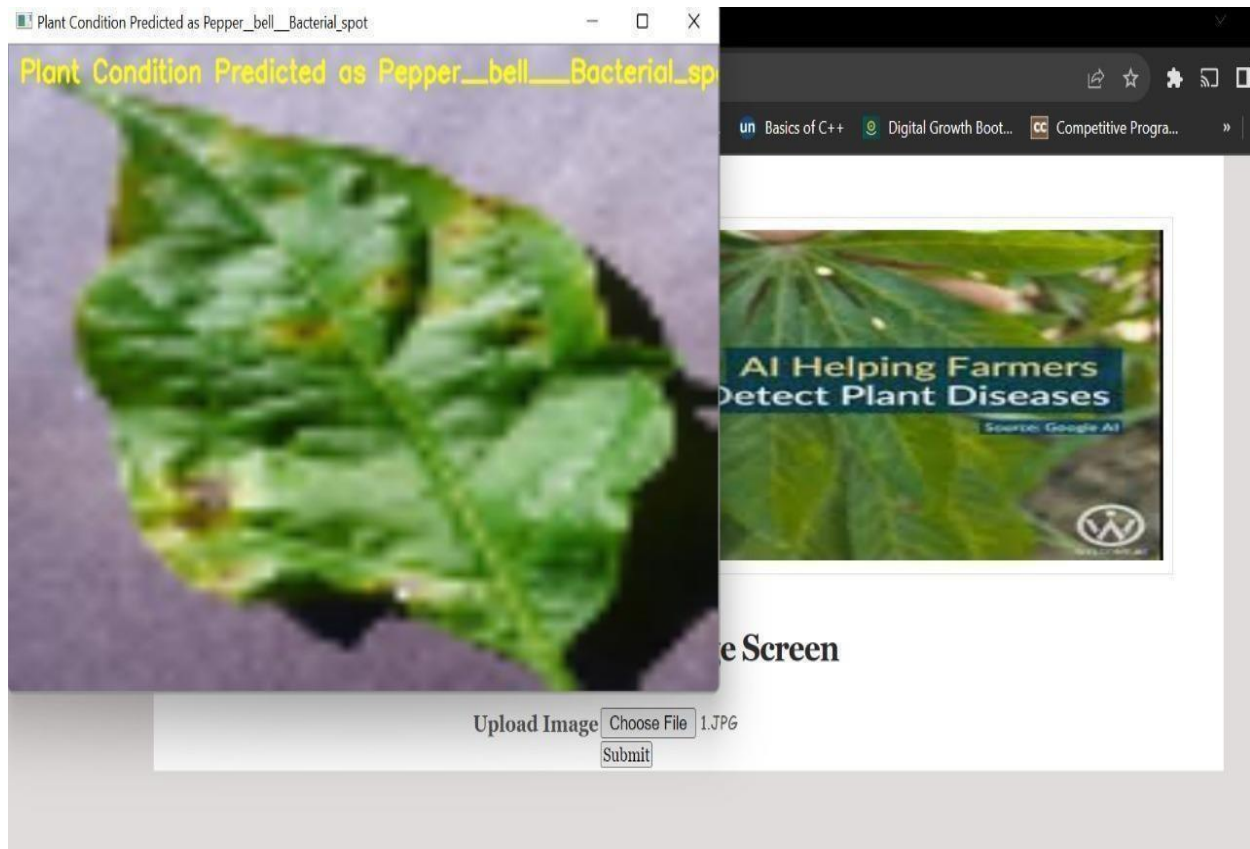 Plant Condition Predicted as Pepper__bell__Bacterial_spot
Plant Condition Predicted as Pepper__bell___Bacterial_sp
un Basics of C++
Digital Growth Boot...
cc Competitive Progra...
»
AI Helping Farmers
Detect Plant Diseases
Source: Google AI
e Screen
Upload Image Choose File 1.JPG
Submit